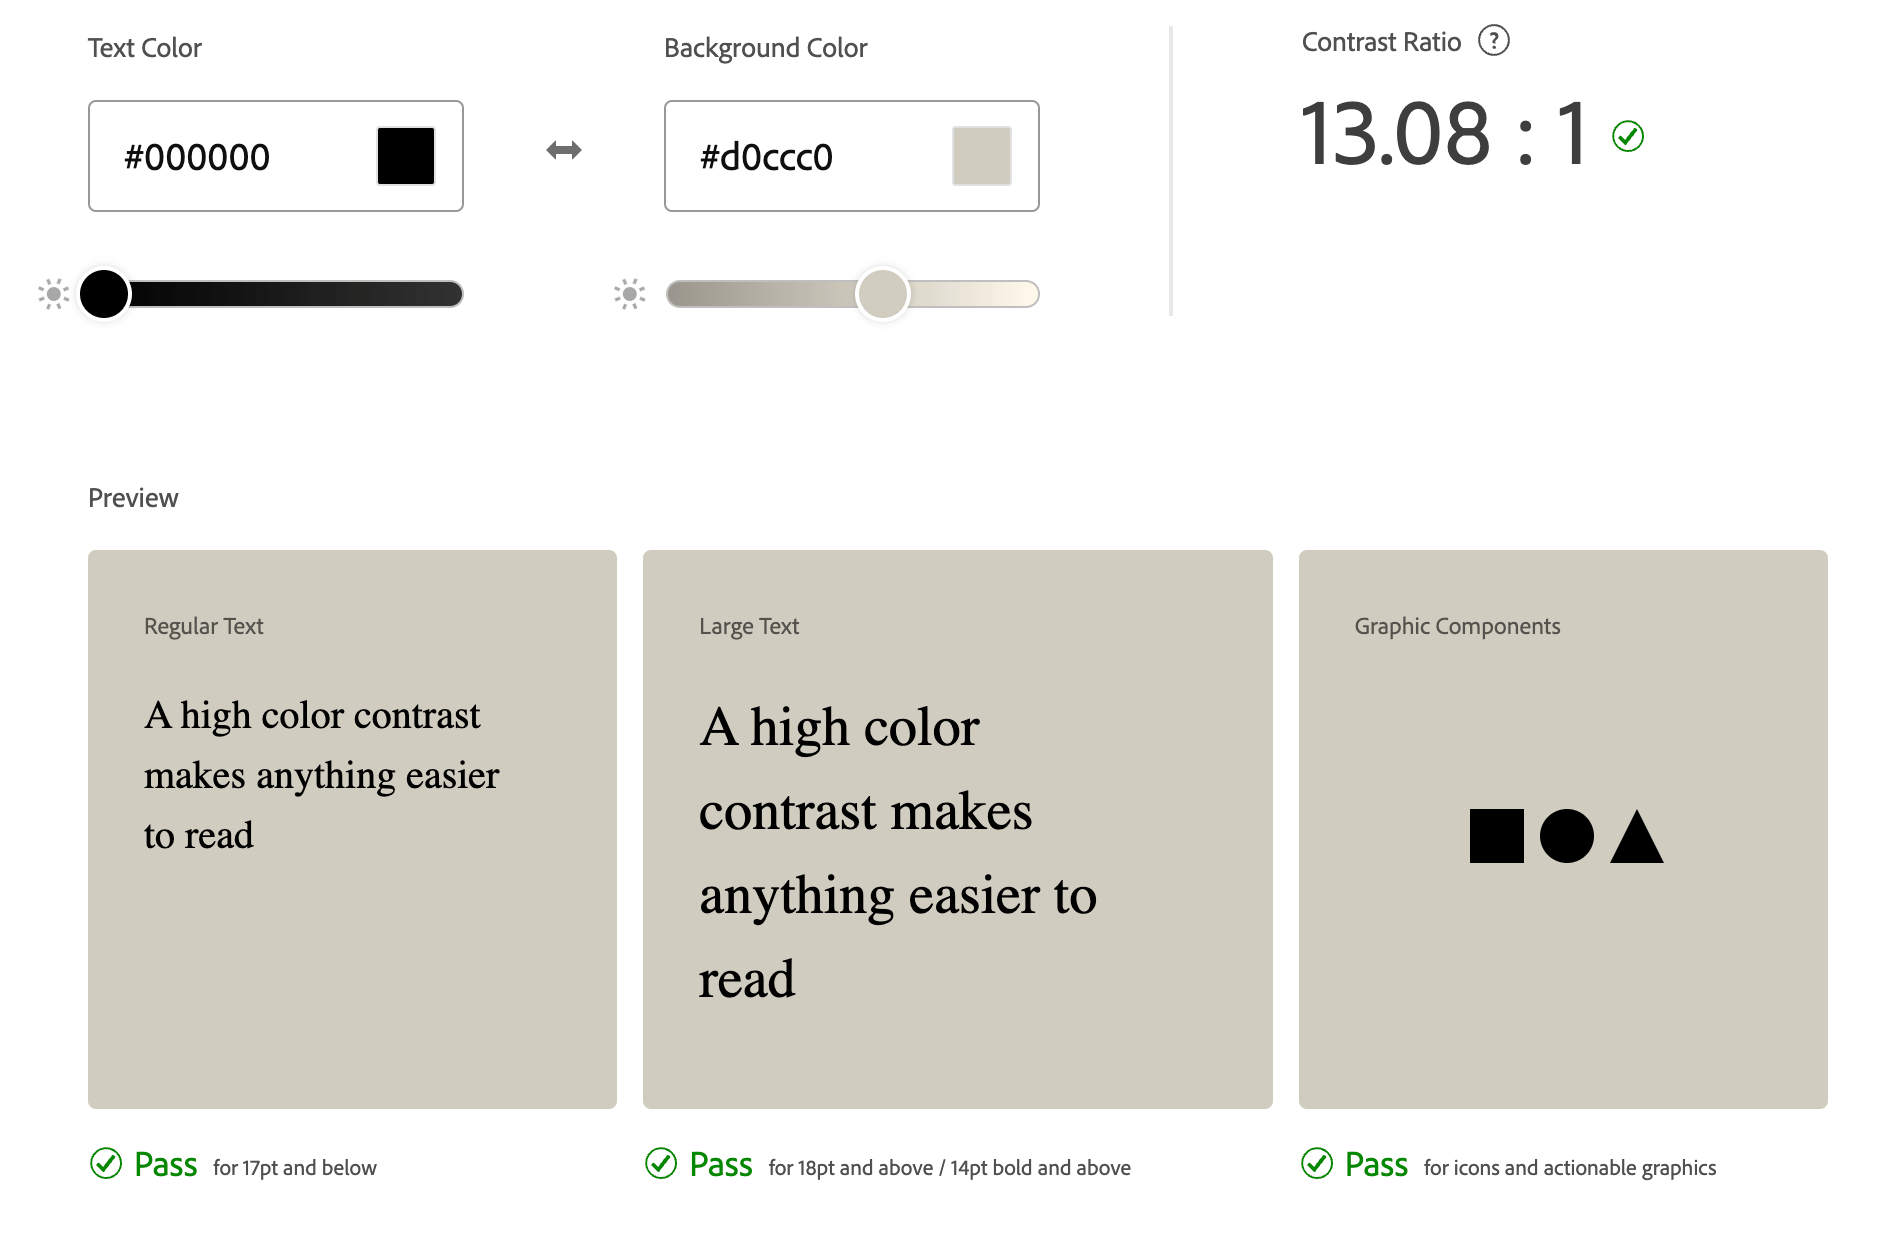 Text Color
Background Color
Contrast Ratio ?
#000000
#d0ccc0
13.08 : 1
Preview
Regular Text
A high color contrast
makes anything easier
to read
Large Text
A high color
contrast makes
anything easier to
read
Graphic Components
Pass for 17pt and below
Pass for 18pt and above / 14pt bold and above
Pass for icons and actionable graphics